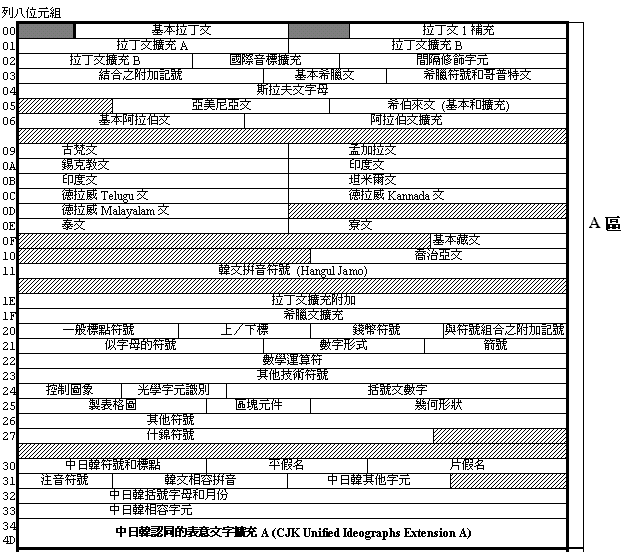 列八位元組
00 基本拉丁文 拉丁文 1 補充
01 拉丁文擴充 A 拉丁文擴充 B
02 拉丁文擴充 B 國際音標擴充 間隔修飾字元
03 結合之附加記號 基本希臘文 希臘符號和哥普特文
04 斯拉夫文字母
05 亞美尼亞文 希伯來文 (基本和擴充)
06 基本阿拉伯文 阿拉伯文擴充
09 古梵文 孟加拉文
0A 錫克教文 印度文
0B 印度文 坦米爾文
0C 德拉威 Telugu 文 德拉威 Kannada 文
0D 德拉威 Malayalam 文
0E 泰文 寮文
0F 基本藏文
10 喬治亞文
11 韓文拼音符號 (Hangul Jamo)
1E 拉丁文擴充附加
1F 希臘文擴充
20 一般標點符號 上／下標 錢幣符號 與符號組合之附加記號
21 似字母的符號 數字形式 箭號
22 數學運算符
23 其他技術符號
24 控制圖象 光學字元識別 括號文數字
25 製表格圖 區塊元件 幾何形狀
26 其他符號
27 什錦符號
30 中日韓符號和標點 平假名 片假名
31 注音符號 韓文相容拼音 中日韓其他字元
32 中日韓括號字母和月份
33 中日韓相容字元
34
中日韓認同的表意文字擴充 A (CJK Unified Ideographs Extension A)
4D
A 區